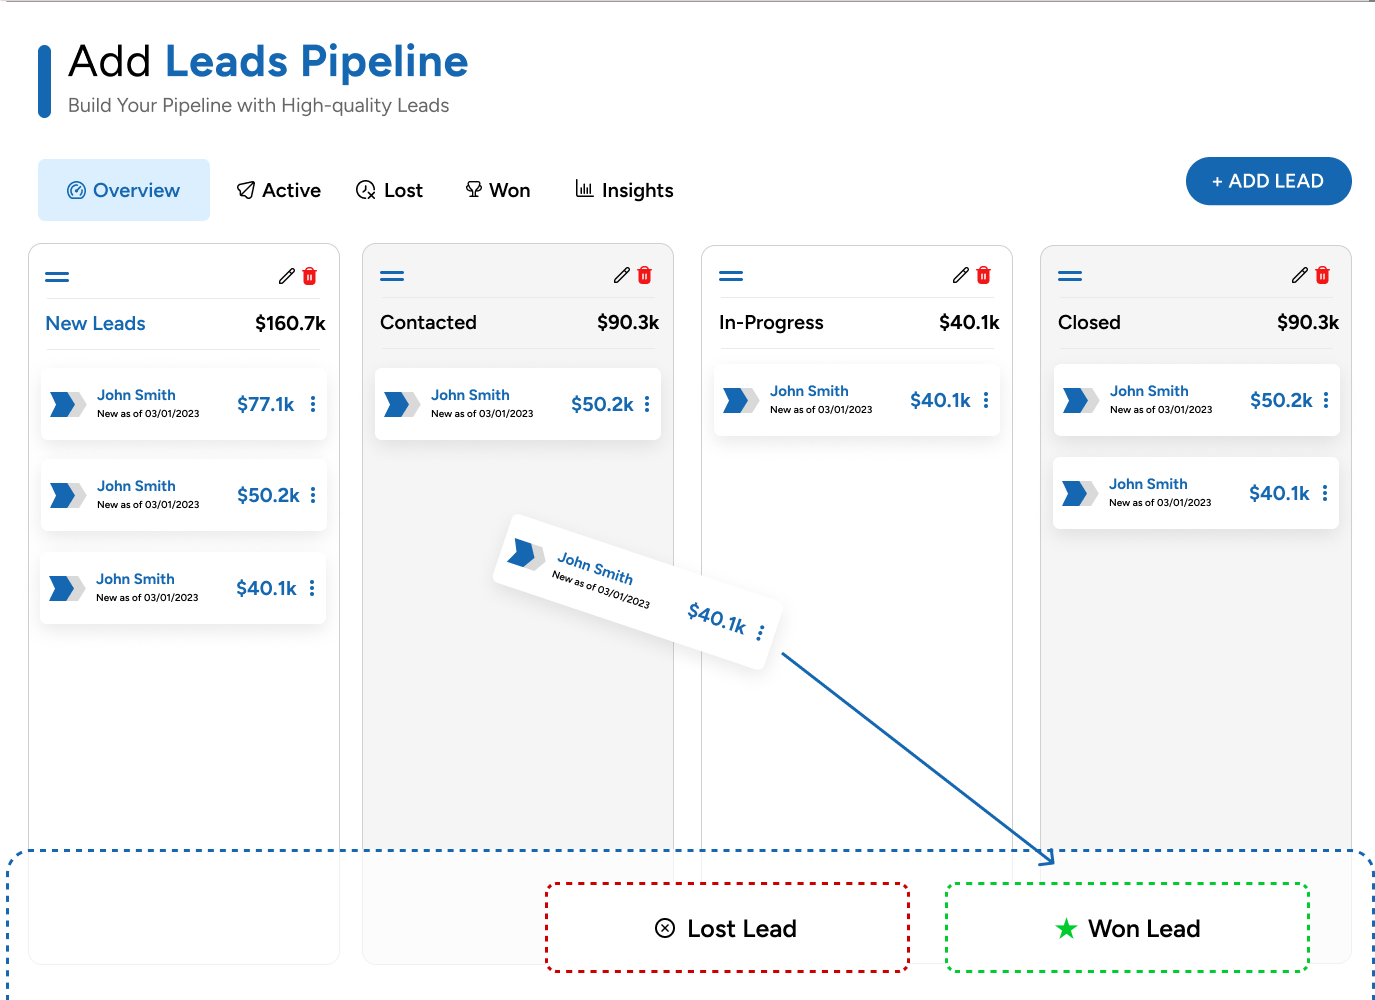 Add Leads Pipeline
Build Your Pipeline with High-quality Leads
Overview
Active
Lost
Won
Insights
+ ADD LEAD
New Leads
$160.7k
John Smith
$77.1k
New as of 03/01/2023
John Smith
$50.2k
New as of 03/01/2023
John Smith
$40.1k
New as of 03/01/2023
Contacted
$90.3k
John Smith
$50.2k
New as of 03/01/2023
John Smith
New as of 03/01/2023
$40.1k
In-Progress
$40.1k
John Smith
$40.1k
New as of 03/01/2023
Closed
$90.3k
John Smith
$50.2k
New as of 03/01/2023
John Smith
$40.1k
New as of 03/01/2023
Lost Lead
Won Lead